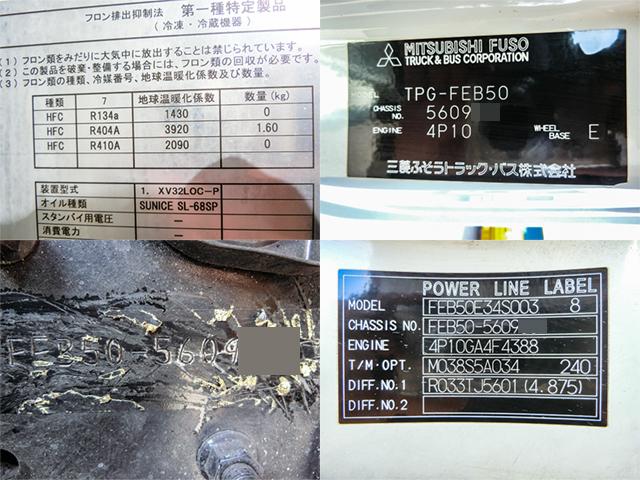 フロン排出抑制法 第一種特定製品
(冷凍・冷蔵機器)
(1) フロン類をみだりに大気中に放出することは禁じられています。
(2) この製品を破棄・整備する場合には、フロン類の回収が必要です。
(3) フロン類の種類、冷媒番号、地球温暖化係数及び数量。
種類 7 地球温暖化係数 数量(kg)
HFC R134a 1430 0
HFC R404A 3920 1.60
HFC R410A 2090 0
装置型式 1. XV32LOC-P
オイル種類 SUNICE SL-68SP
スタンバイ用電圧 -
消費電力 -
MITSUBISHI FUSO
TRUCK & BUS CORPORATION
MODEL TPG-FEB50
CHASSIS NO. 5609
ENGINE 4P10 WHEEL BASE E
三菱ふそうトラック・バス株式会社
FEB50-5609
POWER LINE LABEL
MODEL FEB50E34S003 8
CHASSIS NO. FEB50-5609
ENGINE 4P10GA4F4388
T/M・OPT. M038S5A034 240
DIFF.NO.1 R033TJ5601(4.875)
DIFF.NO.2